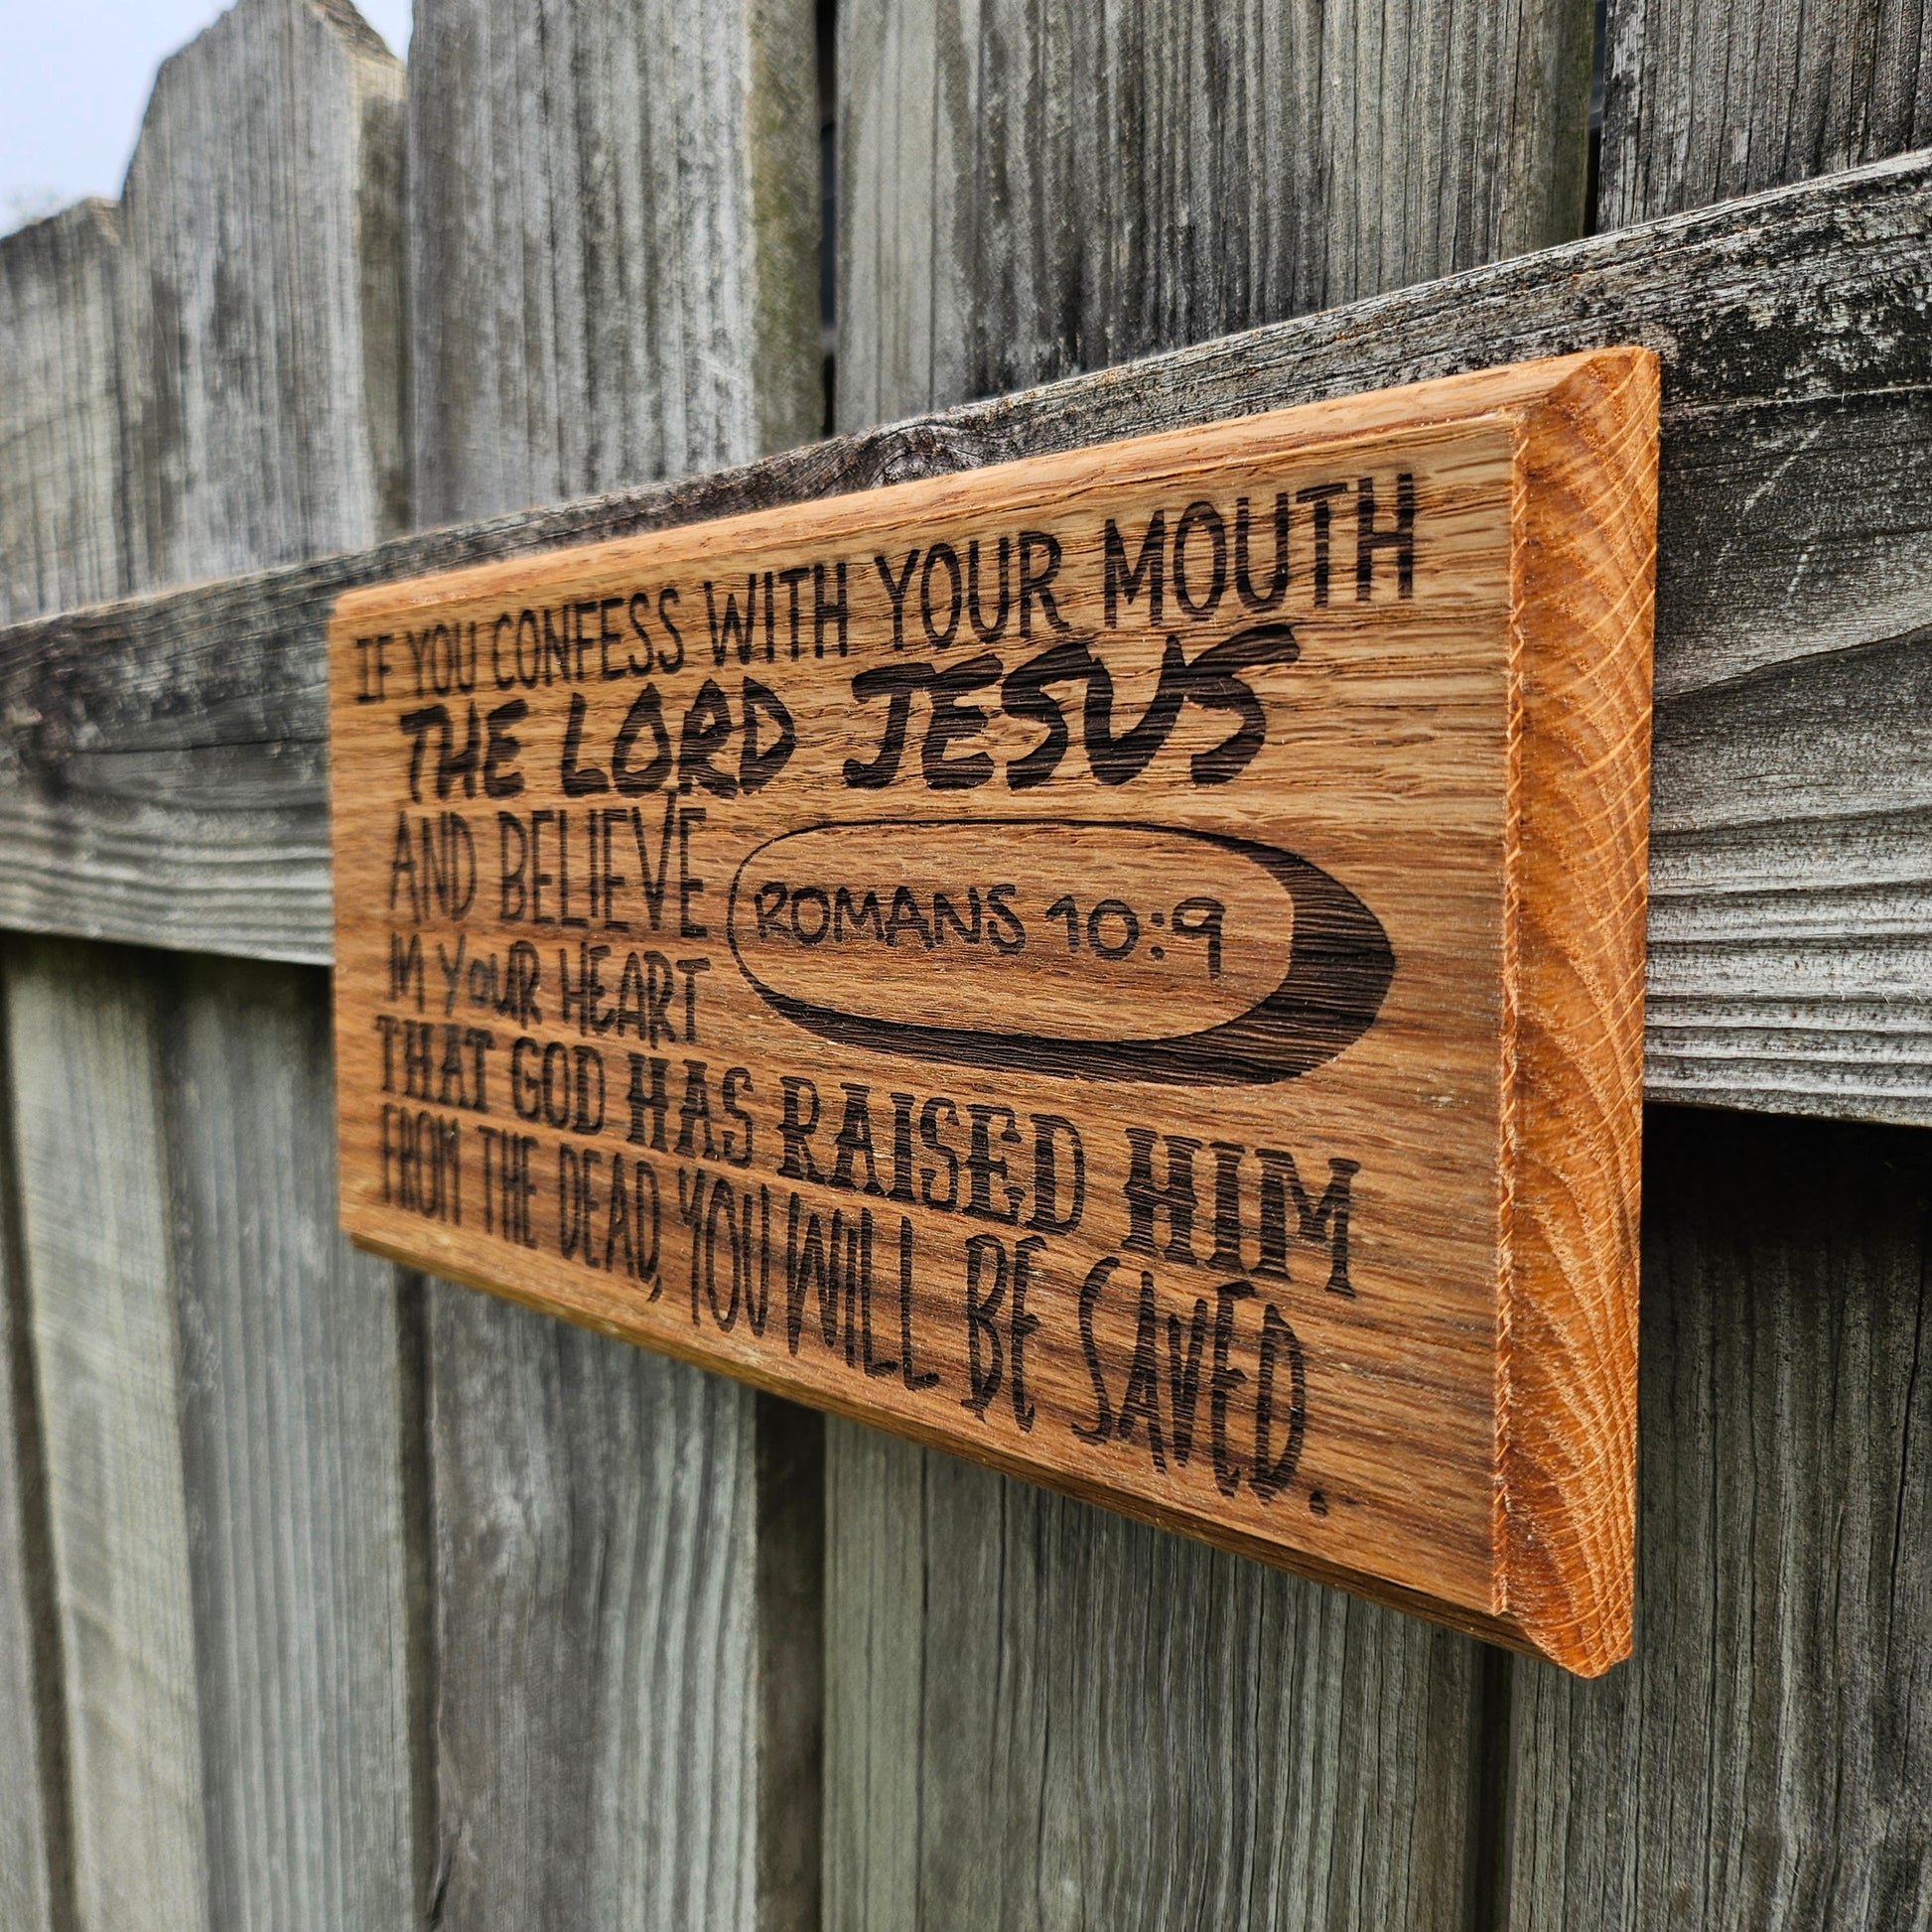 IF YOU CONFESS WITH YOUR MOUTH
THE LORD JESUS
AND BELIEVE
IN YOUR HEART
ROMANS 10:9
THAT GOD HAS RAISED HIM
FROM THE DEAD, YOU WILL BE SAVED.